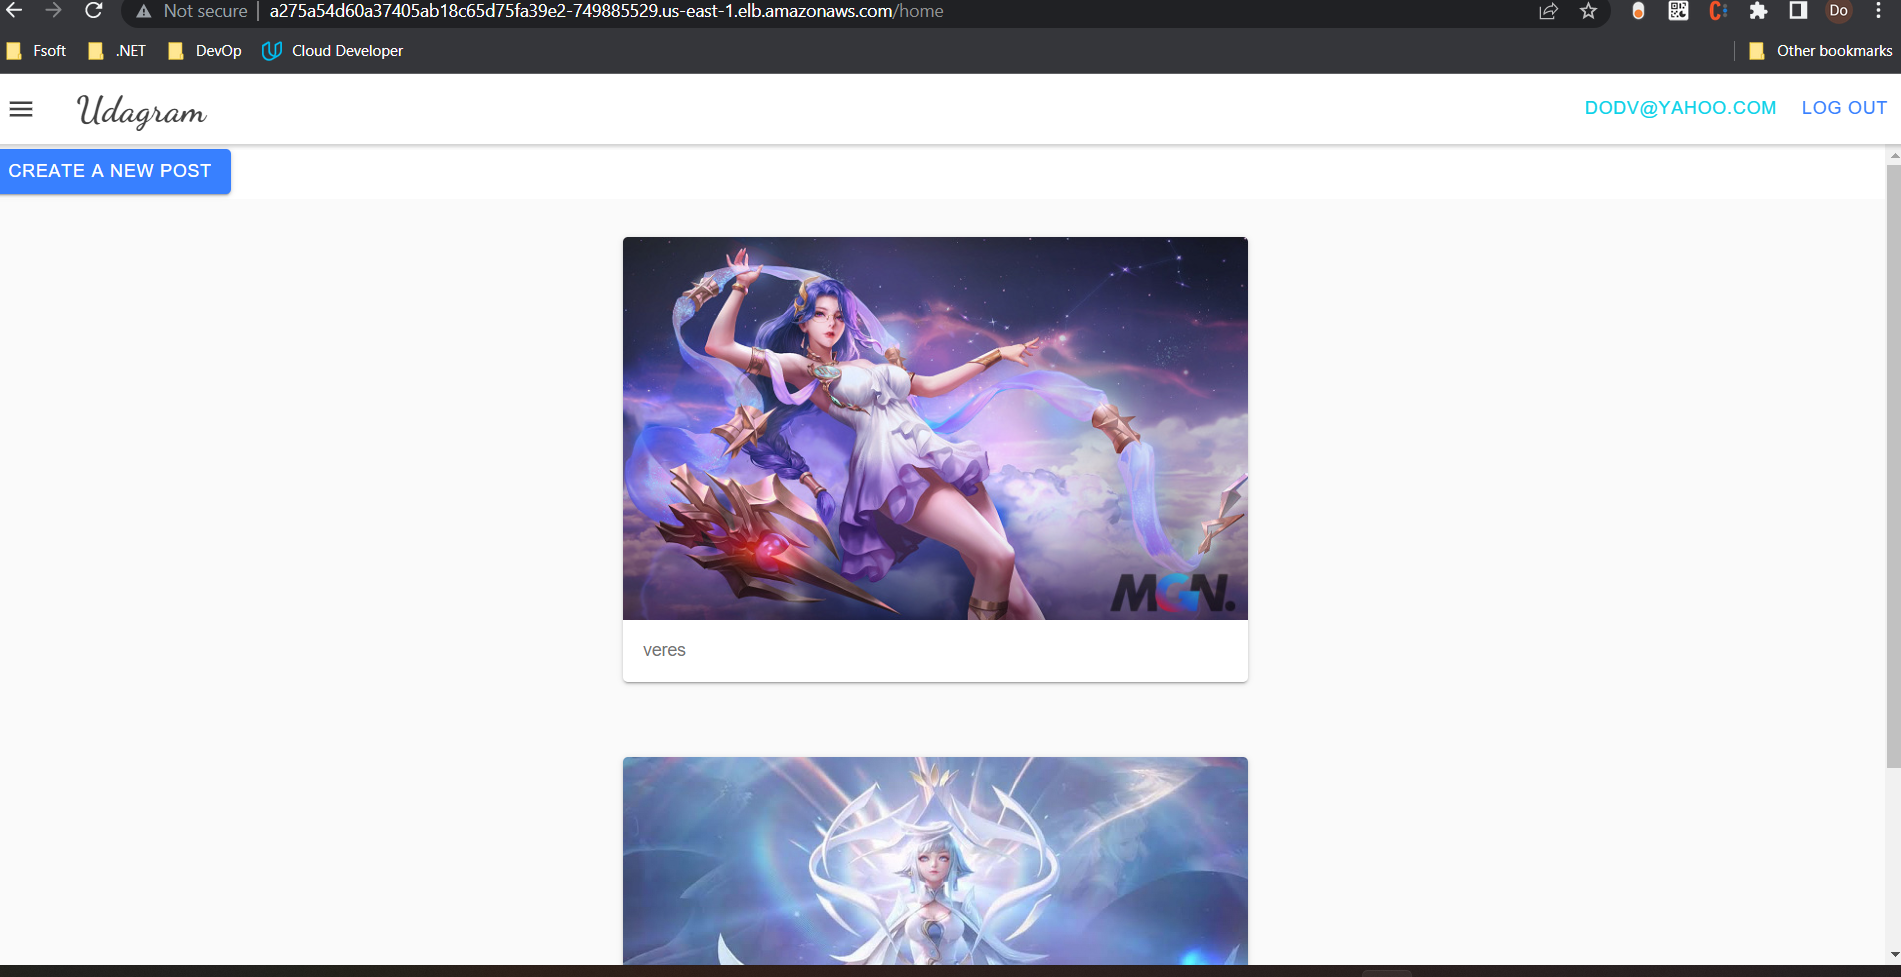 Not secure | a275a54d60a37405ab18c65d75fa39e2-749885529.us-east-1.elb.amazonaws.com/home
Do
Fsoft .NET DevOp Cloud Developer Other bookmarks
Udagram DODV@YAHOO.COM LOG OUT
CREATE A NEW POST
MGN.
veres